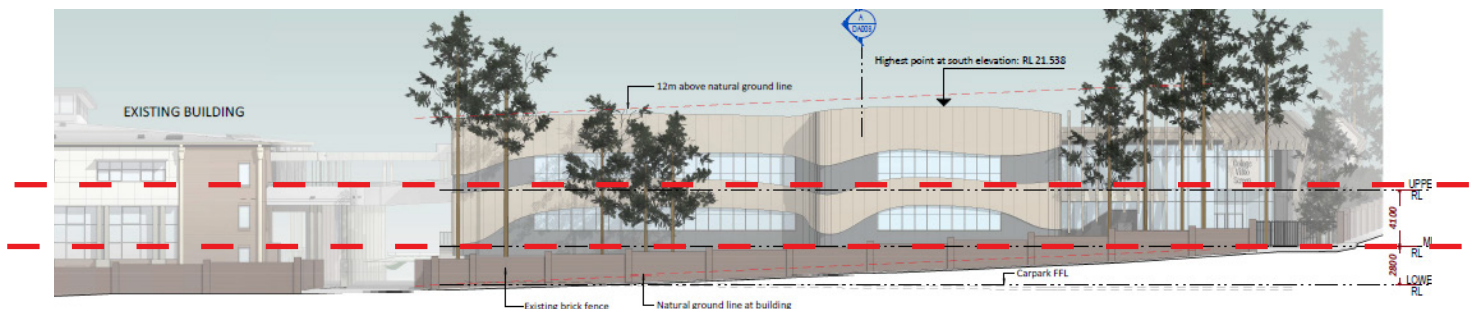 A
DA005
Highest point at south elevation: RL 21.538
12m above natural ground line
EXISTING BUILDING
UPPE
RL
4100
MI
RL
2800
Carpark FFL
LOWE
RL
Existing brick fence
Natural ground line at building